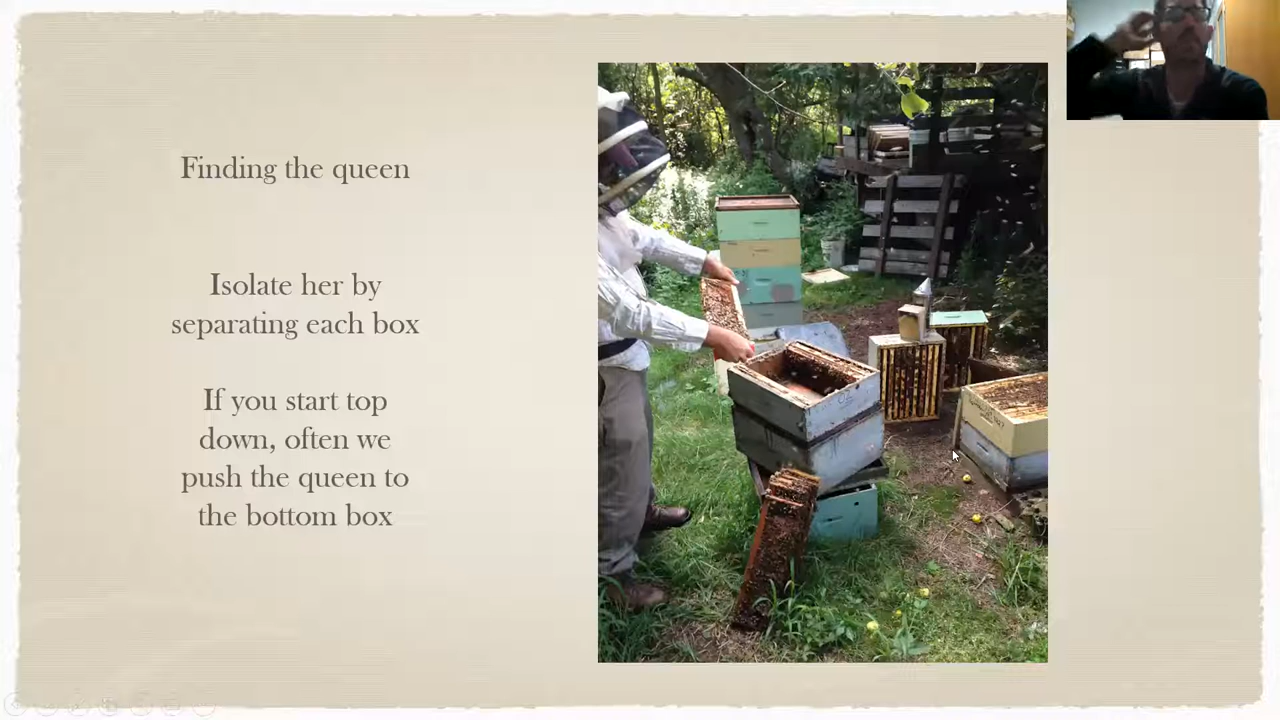 Finding the queen
Isolate her by
separating each box
If you start top
down, often we
push the queen to
the bottom box